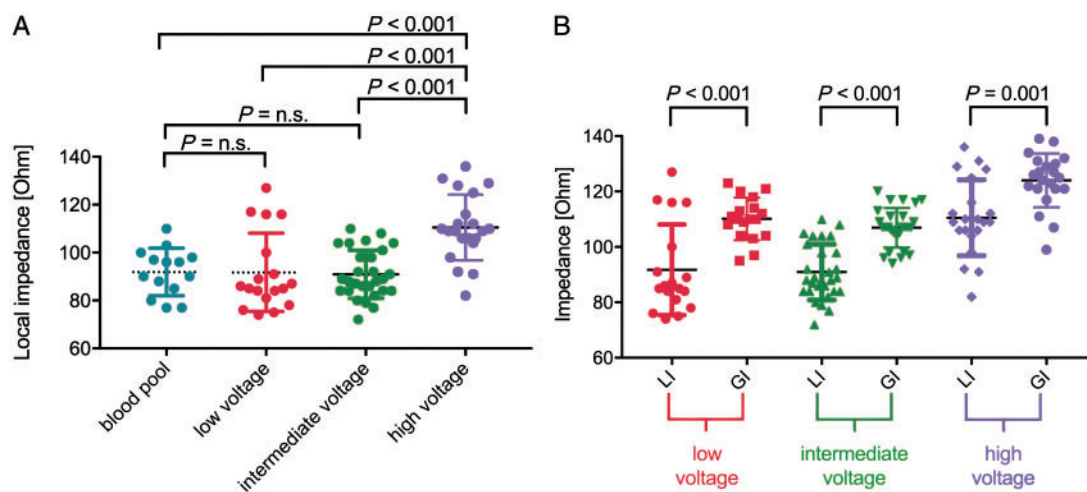 A
P < 0.001
P < 0.001
P < 0.001
P = n.s.
P = n.s.
Local impedance [Ohm]
140
120
100
80
60
blood pool
low voltage
intermediate voltage
high voltage
B
P < 0.001
P < 0.001
P = 0.001
Impedance [Ohm]
140
120
100
80
60
LI
GI
LI
GI
LI
GI
low
voltage
intermediate
voltage
high
voltage